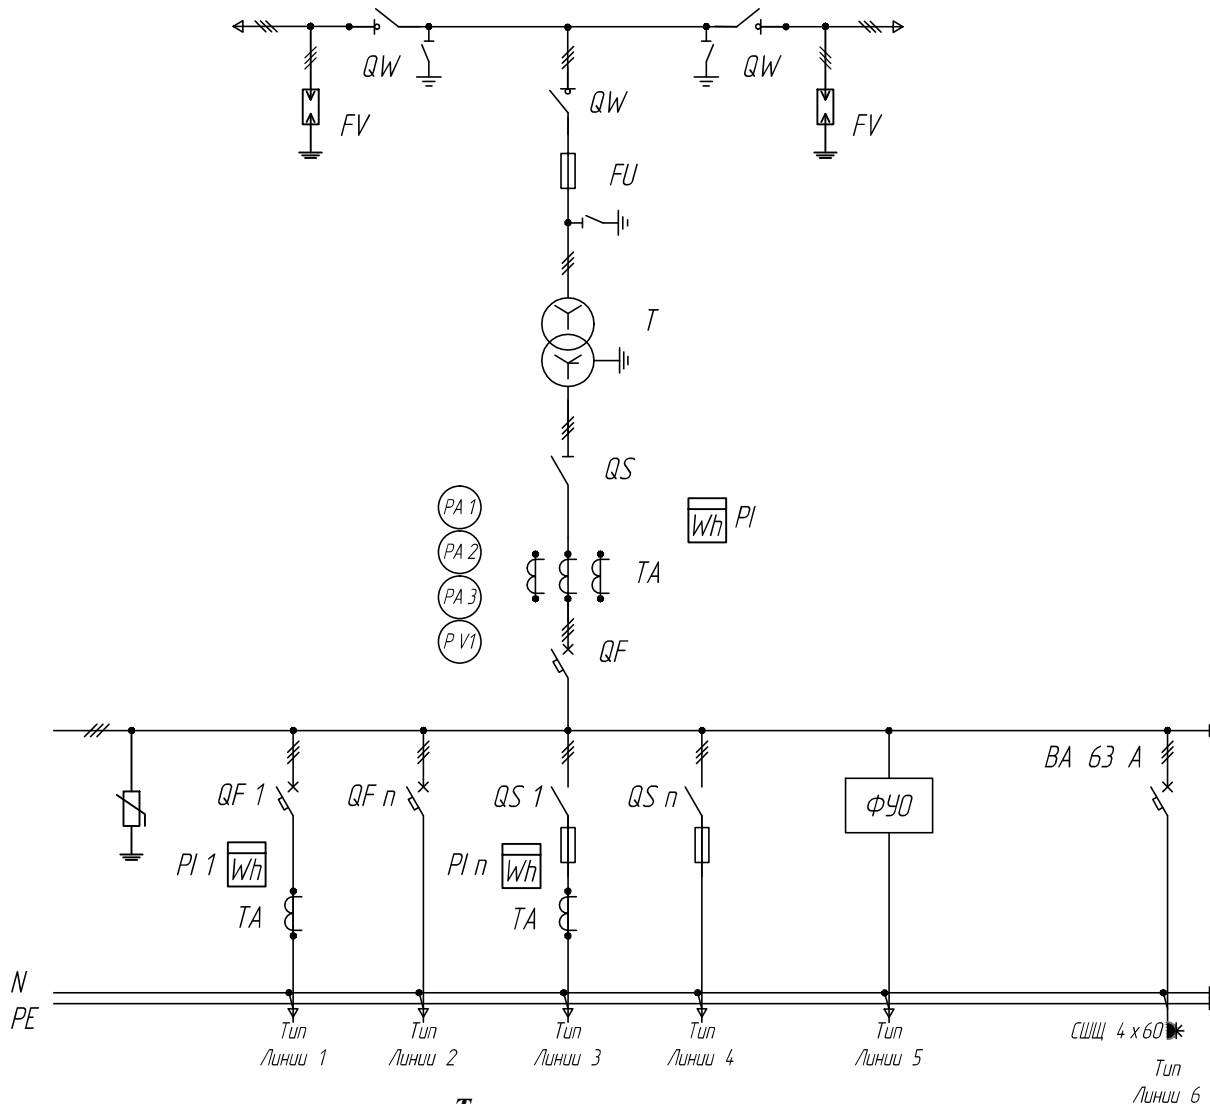 QW
QW
QW
FV
FV
FU
T
QS
PA 1
Wh
PI
PA 2
TA
PA 3
P V1
QF
ВА 63 А
QF 1
QF n
QS 1
QS n
ФУО
PI 1
Wh
PI n
Wh
TA
TA
N
PE
Тип
Линии 1
Тип
Линии 2
Тип
Линии 3
Тип
Линии 4
Тип
Линии 5
СШЩ 4 х 60
Тип
Линии 6